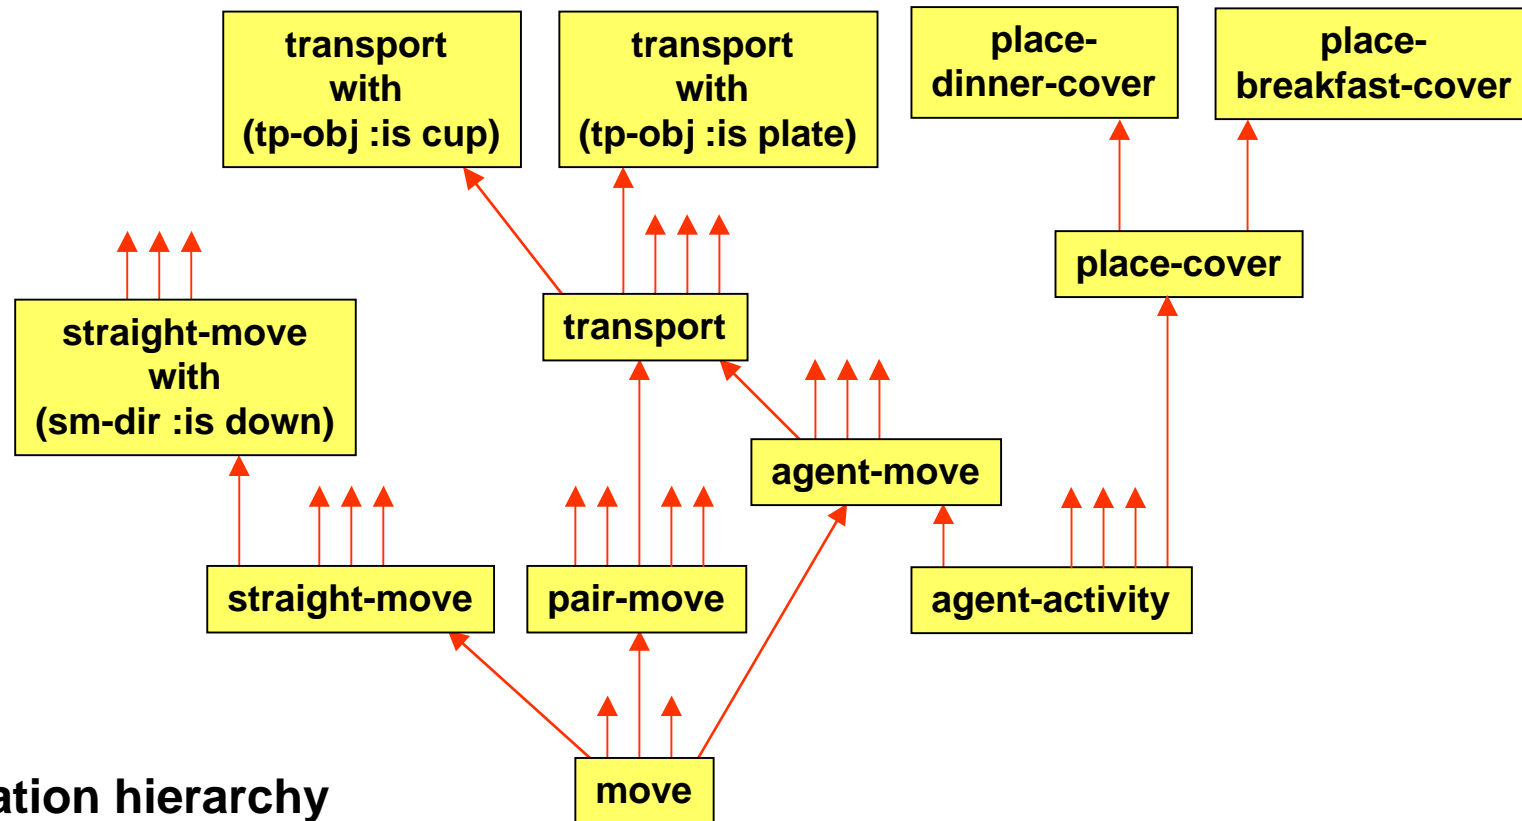 transport
with
(tp-obj :is cup)
transport
with
(tp-obj :is plate)
place-
dinner-cover
place-
breakfast-cover
place-cover
straight-move
with
(sm-dir :is down)
transport
agent-move
straight-move
pair-move
agent-activity
move
hierarchy